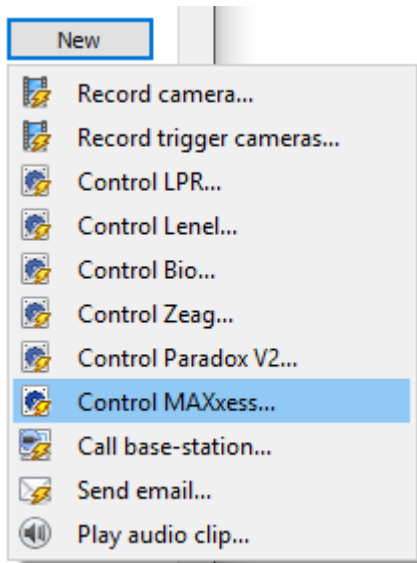 New
Record camera...
Record trigger cameras...
Control LPR...
Control Lenel...
Control Bio...
Control Zeag...
Control Paradox V2...
Control MAXxess...
Call base-station...
Send email...
Play audio clip...